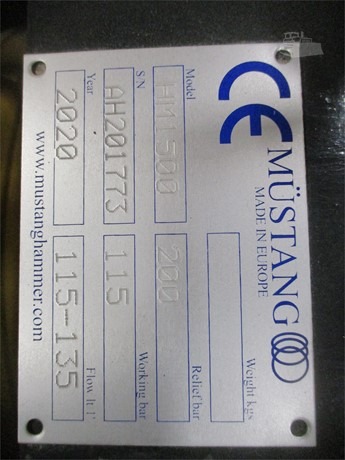 CE MÜSTANG
MADE IN EUROPE
Model HM1500
Weight kgs
S/N AH201773
200 Relief bar
Year 2020
115 Working bar
115-135 Flow lt 1'
www.mustanghammer.com